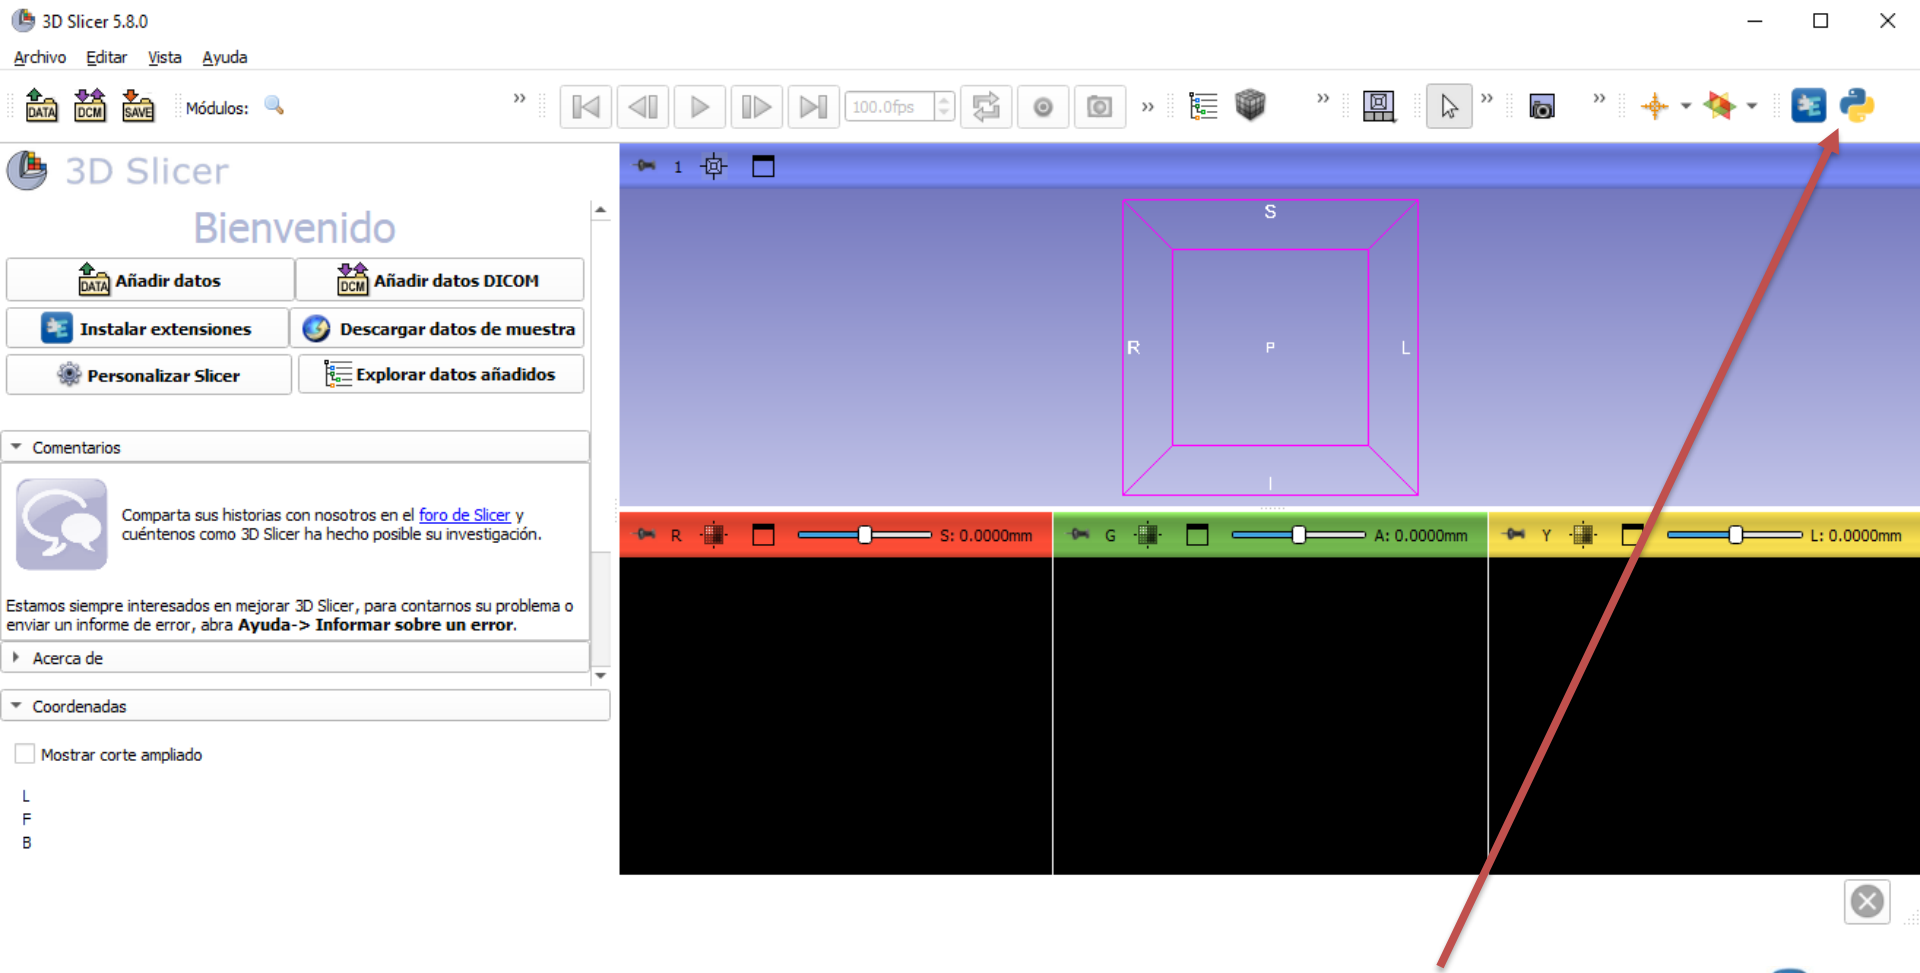 3D Slicer 5.8.0
Archivo Editar Vista Ayuda
DATA DCM SAVE Módulos: 100.0fps
3D Slicer
1
Bienvenido
DATA Añadir datos
DCM Añadir datos DICOM
Instalar extensiones
Descargar datos de muestra
Personalizar Slicer
Explorar datos añadidos
S
R P L
I
Comentarios
Comparta sus historias con nosotros en el foro de Slicer y
cuéntenos como 3D Slicer ha hecho posible su investigación.
Estamos siempre interesados en mejorar 3D Slicer, para contarnos su problema o
enviar un informe de error, abra Ayuda-> Informar sobre un error.
Acerca de
Coordenadas
Mostrar corte ampliado
L
F
B
R S: 0.0000mm
G A: 0.0000mm
Y L: 0.0000mm